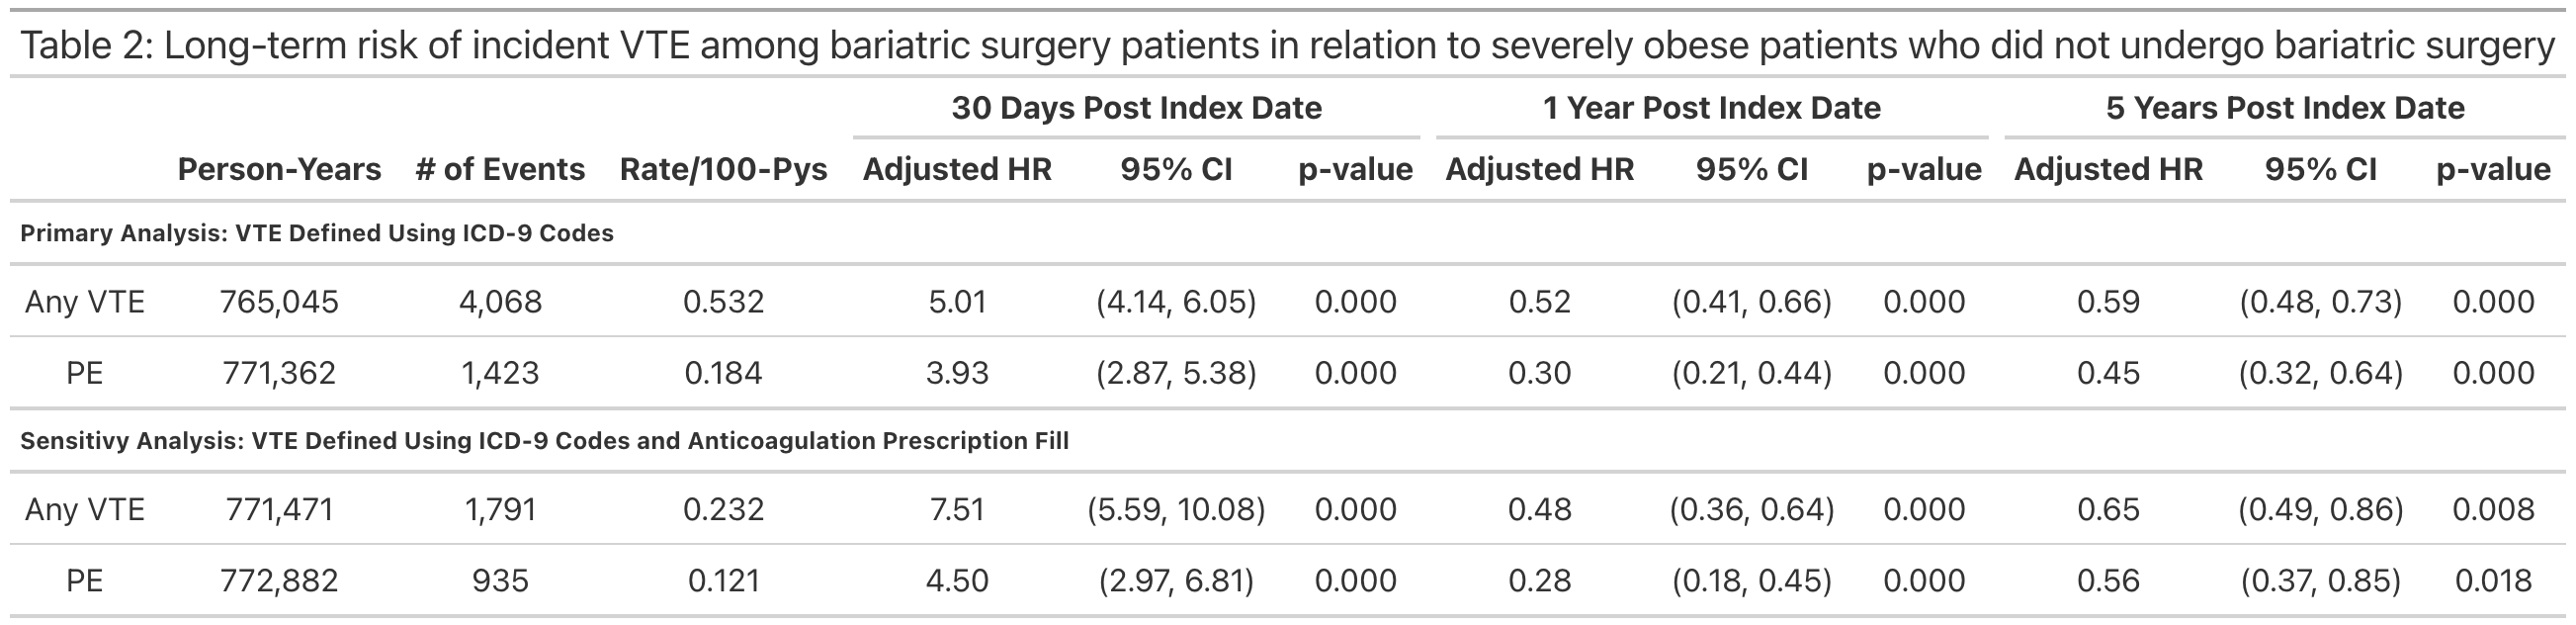 Table 2: Long-term risk of incident VTE among bariatric surgery patients in relation to severely obese patients who did not undergo bariatric surgery
30 Days Post Index Date 1 Year Post Index Date 5 Years Post Index Date
Person-Years # of Events Rate/100-Pys Adjusted HR 95% CI p-value Adjusted HR 95% CI p-value Adjusted HR 95% CI p-value
Primary Analysis: VTE Defined Using ICD-9 Codes
Any VTE 765,045 4,068 0.532 5.01 (4.14, 6.05) 0.000 0.52 (0.41, 0.66) 0.000 0.59 (0.48, 0.73) 0.000
PE 771,362 1,423 0.184 3.93 (2.87, 5.38) 0.000 0.30 (0.21, 0.44) 0.000 0.45 (0.32, 0.64) 0.000
Sensitivy Analysis: VTE Defined Using ICD-9 Codes and Anticoagulation Prescription Fill
Any VTE 771,471 1,791 0.232 7.51 (5.59, 10.08) 0.000 0.48 (0.36, 0.64) 0.000 0.65 (0.49, 0.86) 0.008
PE 772,882 935 0.121 4.50 (2.97, 6.81) 0.000 0.28 (0.18, 0.45) 0.000 0.56 (0.37, 0.85) 0.018